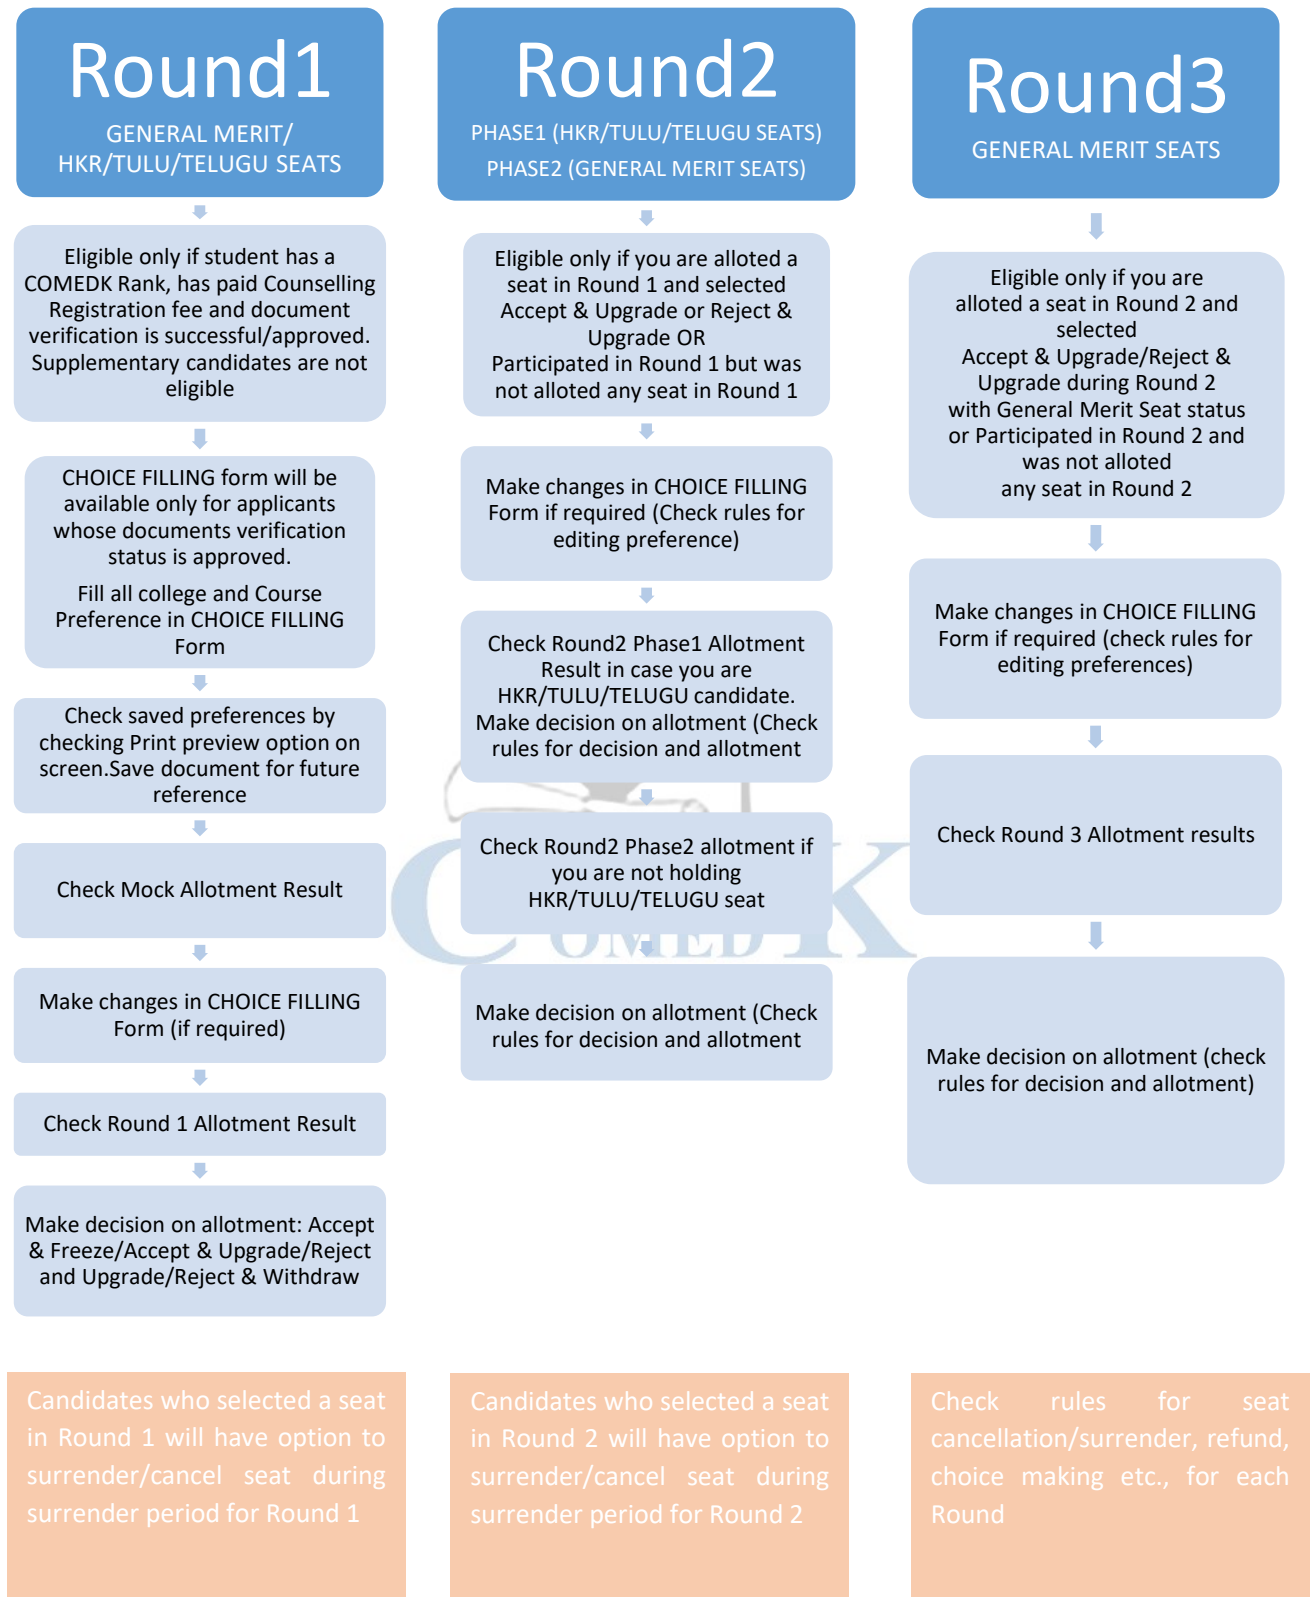 Round1
GENERAL MERIT/
HKR/TULU/TELUGU SEATS
Eligible only if student has a
COMEDK Rank, has paid Counselling
Registration fee and document
verification is successful/approved.
Supplementary candidates are not
eligible
CHOICE FILLING form will be
available only for applicants
whose documents verification
status is approved.
Fill all college and Course
Preference in CHOICE FILLING
Form
Check saved preferences by
checking Print preview option on
screen.Save document for future
reference
Check Mock Allotment Result
Make changes in CHOICE FILLING
Form (if required)
Check Round 1 Allotment Result
Make decision on allotment: Accept
& Freeze/Accept & Upgrade/Reject
and Upgrade/Reject & Withdraw
Candidates who selected a seat
in Round 1 will have option to
surrender/cancel seat during
surrender period for Round 1
Round2
PHASE1 (HKR/TULU/TELUGU SEATS)
PHASE2 (GENERAL MERIT SEATS)
Eligible only if you are alloted a
seat in Round 1 and selected
Accept & Upgrade or Reject &
Upgrade OR
Participated in Round 1 but was
not alloted any seat in Round 1
Make changes in CHOICE FILLING
Form if required (Check rules for
editing preference)
Check Round2 Phase1 Allotment
Result in case you are
HKR/TULU/TELUGU candidate.
Make decision on allotment (Check
rules for decision and allotment
Check Round2 Phase2 allotment if
you are not holding
HKR/TULU/TELUGU seat
Make decision on allotment (Check
rules for decision and allotment
Candidates who selected a seat
in Round 2 will have option to
surrender/cancel seat during
surrender period for Round 2
Round3
GENERAL MERIT SEATS
Eligible only if you are
alloted a seat in Round 2 and
selected
Accept & Upgrade/Reject &
Upgrade during Round 2
with General Merit Seat status
or Participated in Round 2 and
was not alloted
any seat in Round 2
Make changes in CHOICE FILLING
Form if required (check rules for
editing preferences)
Check Round 3 Allotment results
Make decision on allotment (check
rules for decision and allotment)
Check rules for seat
cancellation/surrender, refund,
choice making etc., for each
Round
COMEDK